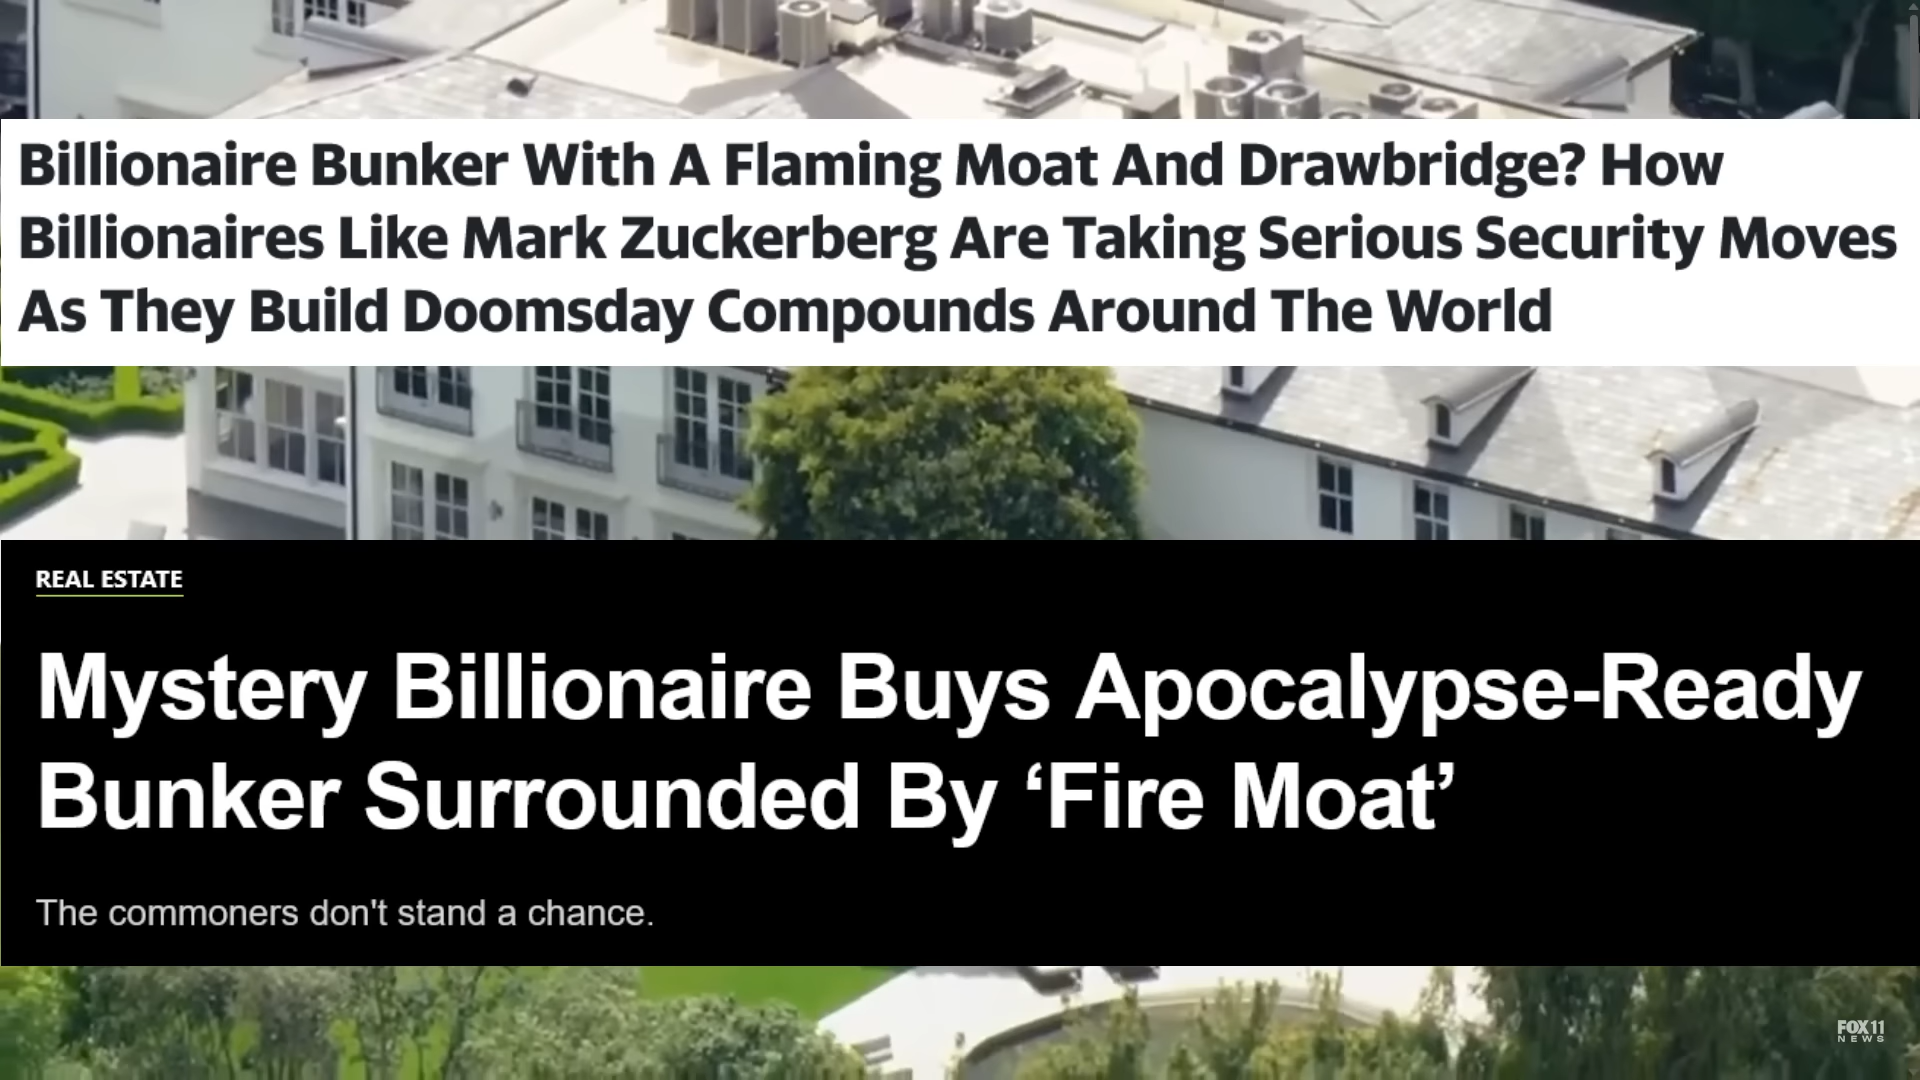 Billionaire Bunker With A Flaming Moat And Drawbridge? How
Billionaires Like Mark Zuckerberg Are Taking Serious Security Moves
As They Build Doomsday Compounds Around The World
REAL ESTATE
Mystery Billionaire Buys Apocalypse-Ready
Bunker Surrounded By ‘Fire Moat’
The commoners don't stand a chance.
FOX 11
NEWS